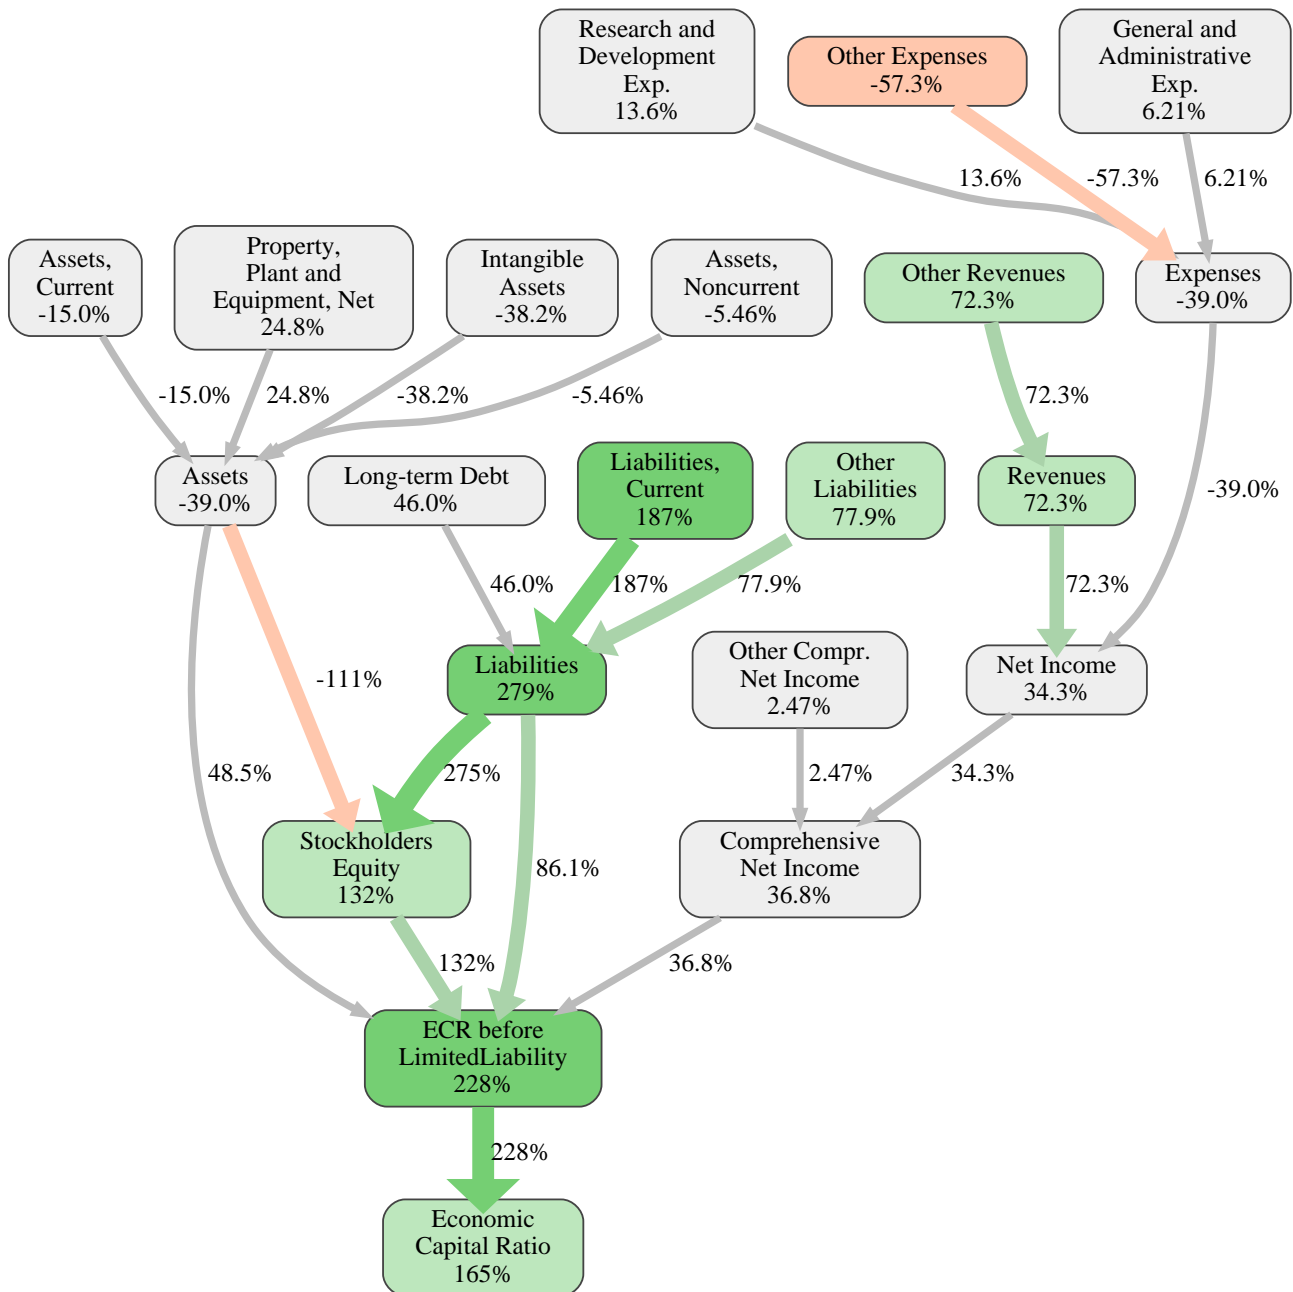 Research and
Development
Exp.
13.6%
Other Expenses
-57.3%
General and
Administrative
Exp.
6.21%
13.6%
-57.3%
6.21%
Assets,
Current
-15.0%
Property,
Plant and
Equipment, Net
24.8%
Intangible
Assets
-38.2%
Assets,
Noncurrent
-5.46%
Other Revenues
72.3%
Expenses
-39.0%
-15.0%
24.8%
-38.2%
-5.46%
72.3%
Assets
-39.0%
Long-term Debt
46.0%
Liabilities,
Current
187%
Other
Liabilities
77.9%
Revenues
72.3%
-39.0%
46.0%
187%
77.9%
72.3%
Liabilities
279%
Other Compr.
Net Income
2.47%
Net Income
34.3%
-111%
48.5%
275%
2.47%
34.3%
Stockholders
Equity
132%
86.1%
Comprehensive
Net Income
36.8%
132%
36.8%
ECR before
LimitedLiability
228%
228%
Economic
Capital Ratio
165%